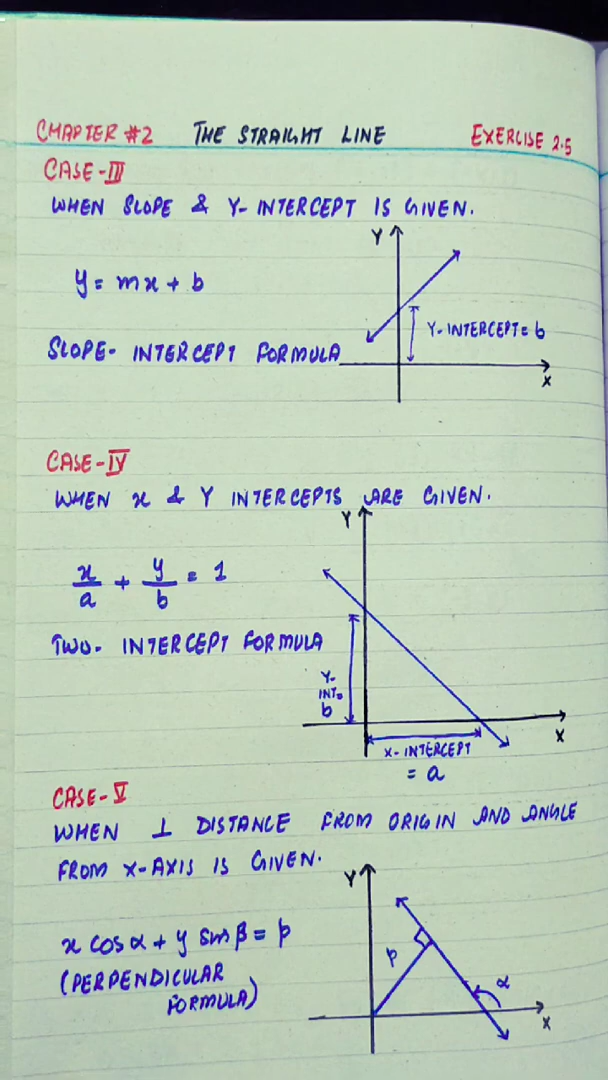 CHAPTER #2 THE STRAIGHT LINE EXERCISE 2.5
CASE-III
WHEN SLOPE & Y-INTERCEPT IS GIVEN.
y = mx + b
SLOPE-INTERCEPT FORMULA
Y
Y-INTERCEPT = b
X
CASE-IV
WHEN x & Y INTERCEPTS ARE GIVEN.
x/a + y/b = 1
TWO-INTERCEPT FORMULA
Y
Y-
INT=
b
X
X-INTERCEPT
= a
CASE-V
WHEN ⊥ DISTANCE FROM ORIGIN AND ANGLE
FROM X-AXIS IS GIVEN.
x cos α + y sin β = p
(PERPENDICULAR
FORMULA)
Y
p
α
X